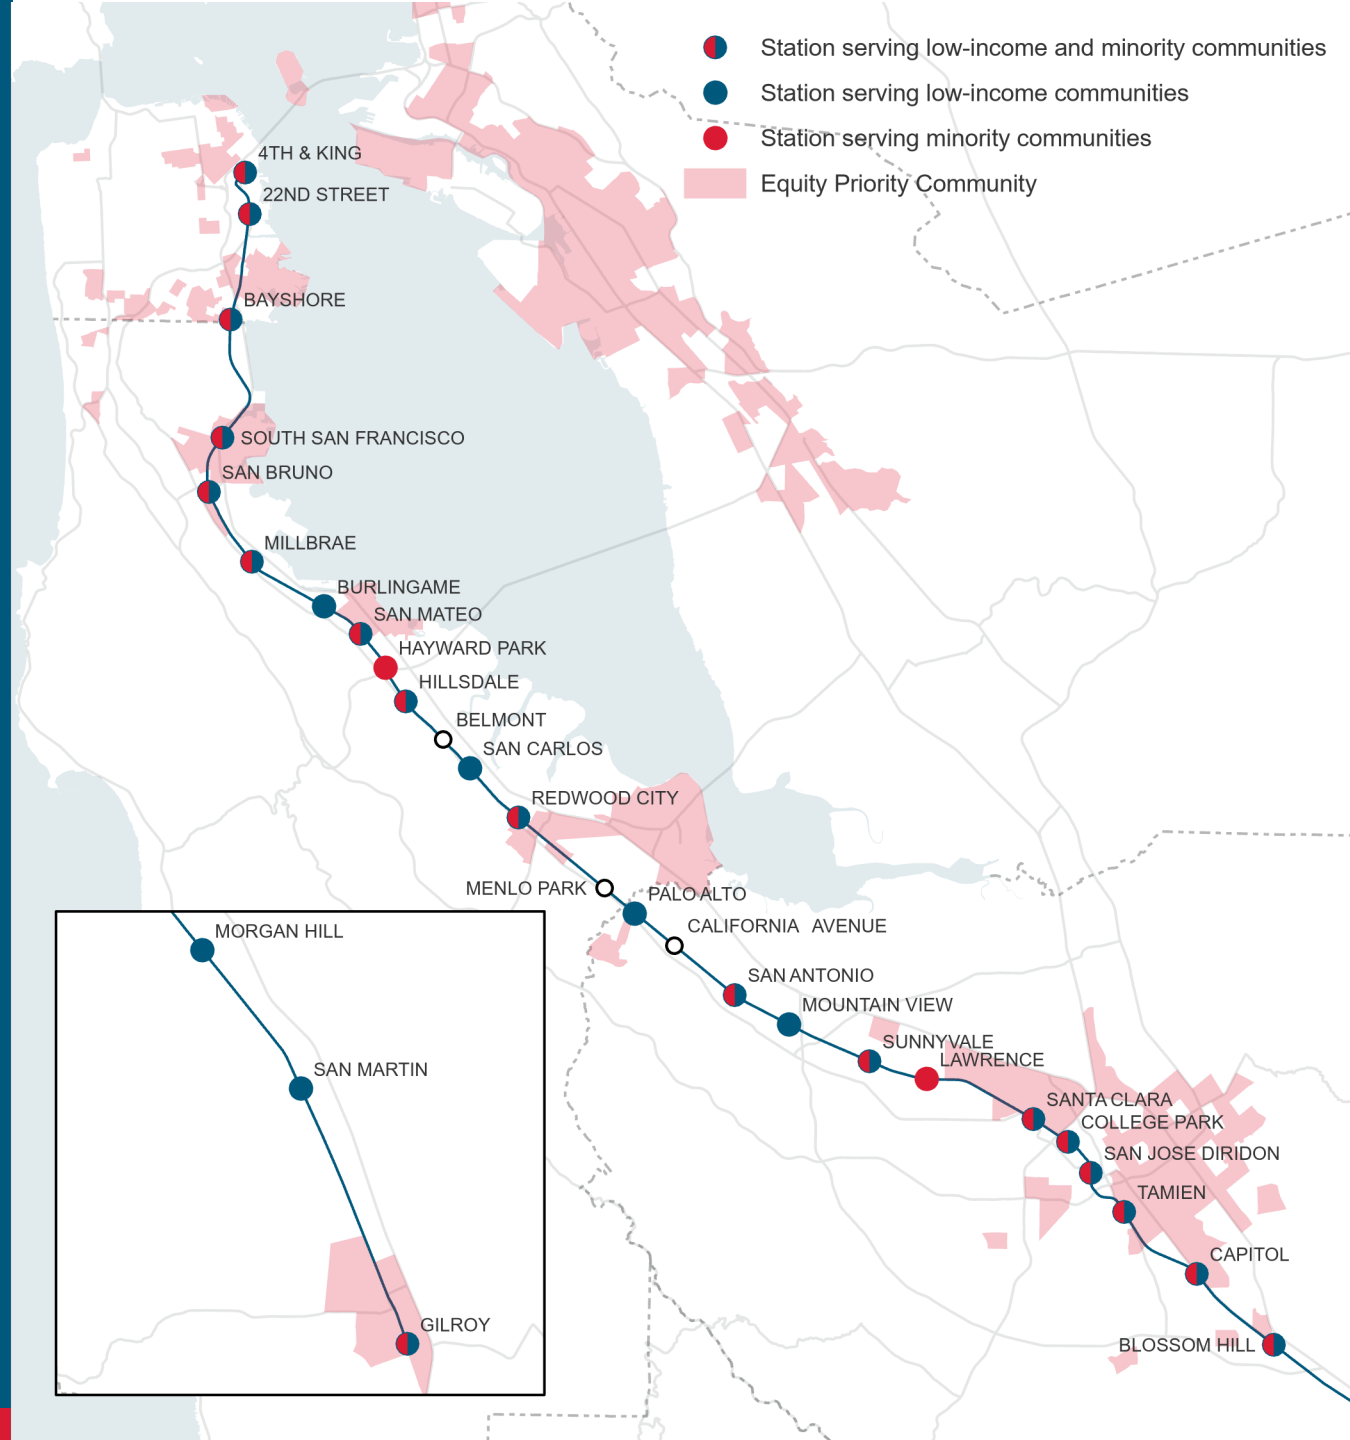 Station serving low-income and minority communities
Station serving low-income communities
Station serving minority communities
Equity Priority Community
4TH & KING
22ND STREET
BAYSHORE
SOUTH SAN FRANCISCO
SAN BRUNO
MILLBRAE
BURLINGAME
SAN MATEO
HAYWARD PARK
HILLSDALE
BELMONT
SAN CARLOS
REDWOOD CITY
MENLO PARK
PALO ALTO
CALIFORNIA AVENUE
SAN ANTONIO
MOUNTAIN VIEW
SUNNYVALE
LAWRENCE
SANTA CLARA
COLLEGE PARK
SAN JOSE DIRIDON
TAMIEN
CAPITOL
BLOSSOM HILL
MORGAN HILL
SAN MARTIN
GILROY